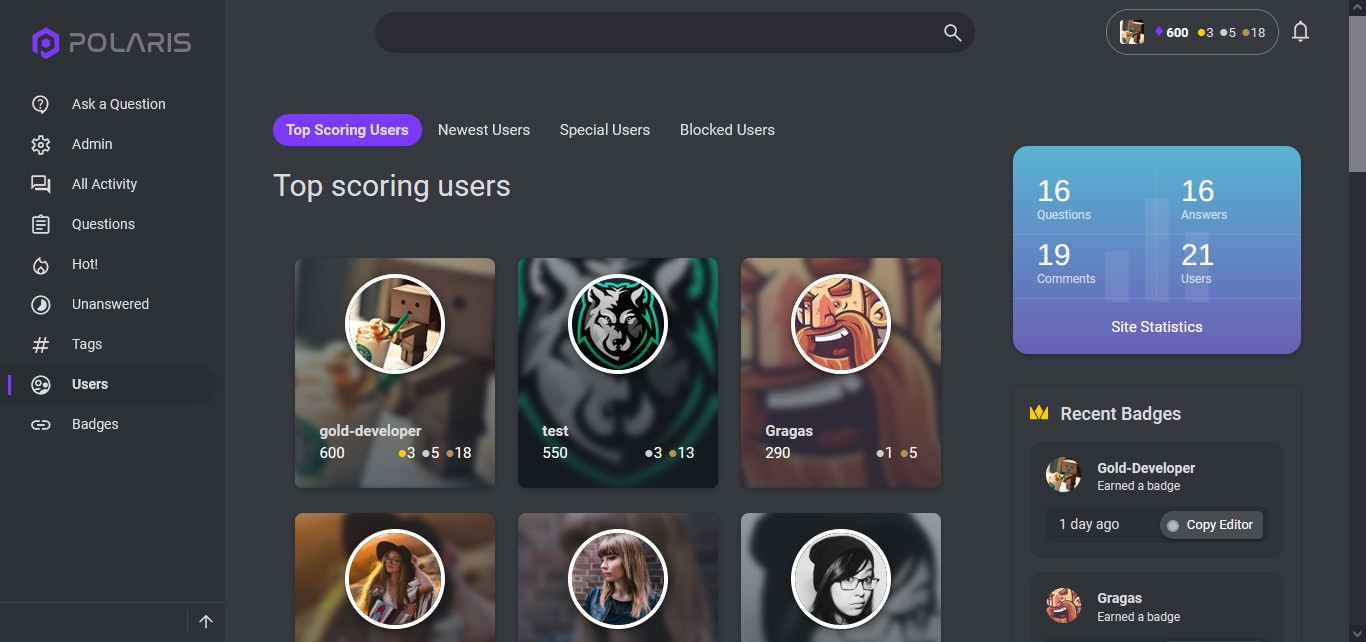 POLARIS
600 3 5 18
Ask a Question
Admin
All Activity
Questions
Hot!
Unanswered
Tags
Users
Badges
Top Scoring Users Newest Users Special Users Blocked Users
Top scoring users
gold-developer
600 3 5 18
test
550 3 13
Gragas
290 1 5
16 16
Questions Answers
19 21
Comments Users
Site Statistics
Recent Badges
Gold-Developer
Earned a badge
1 day ago Copy Editor
Gragas
Earned a badge